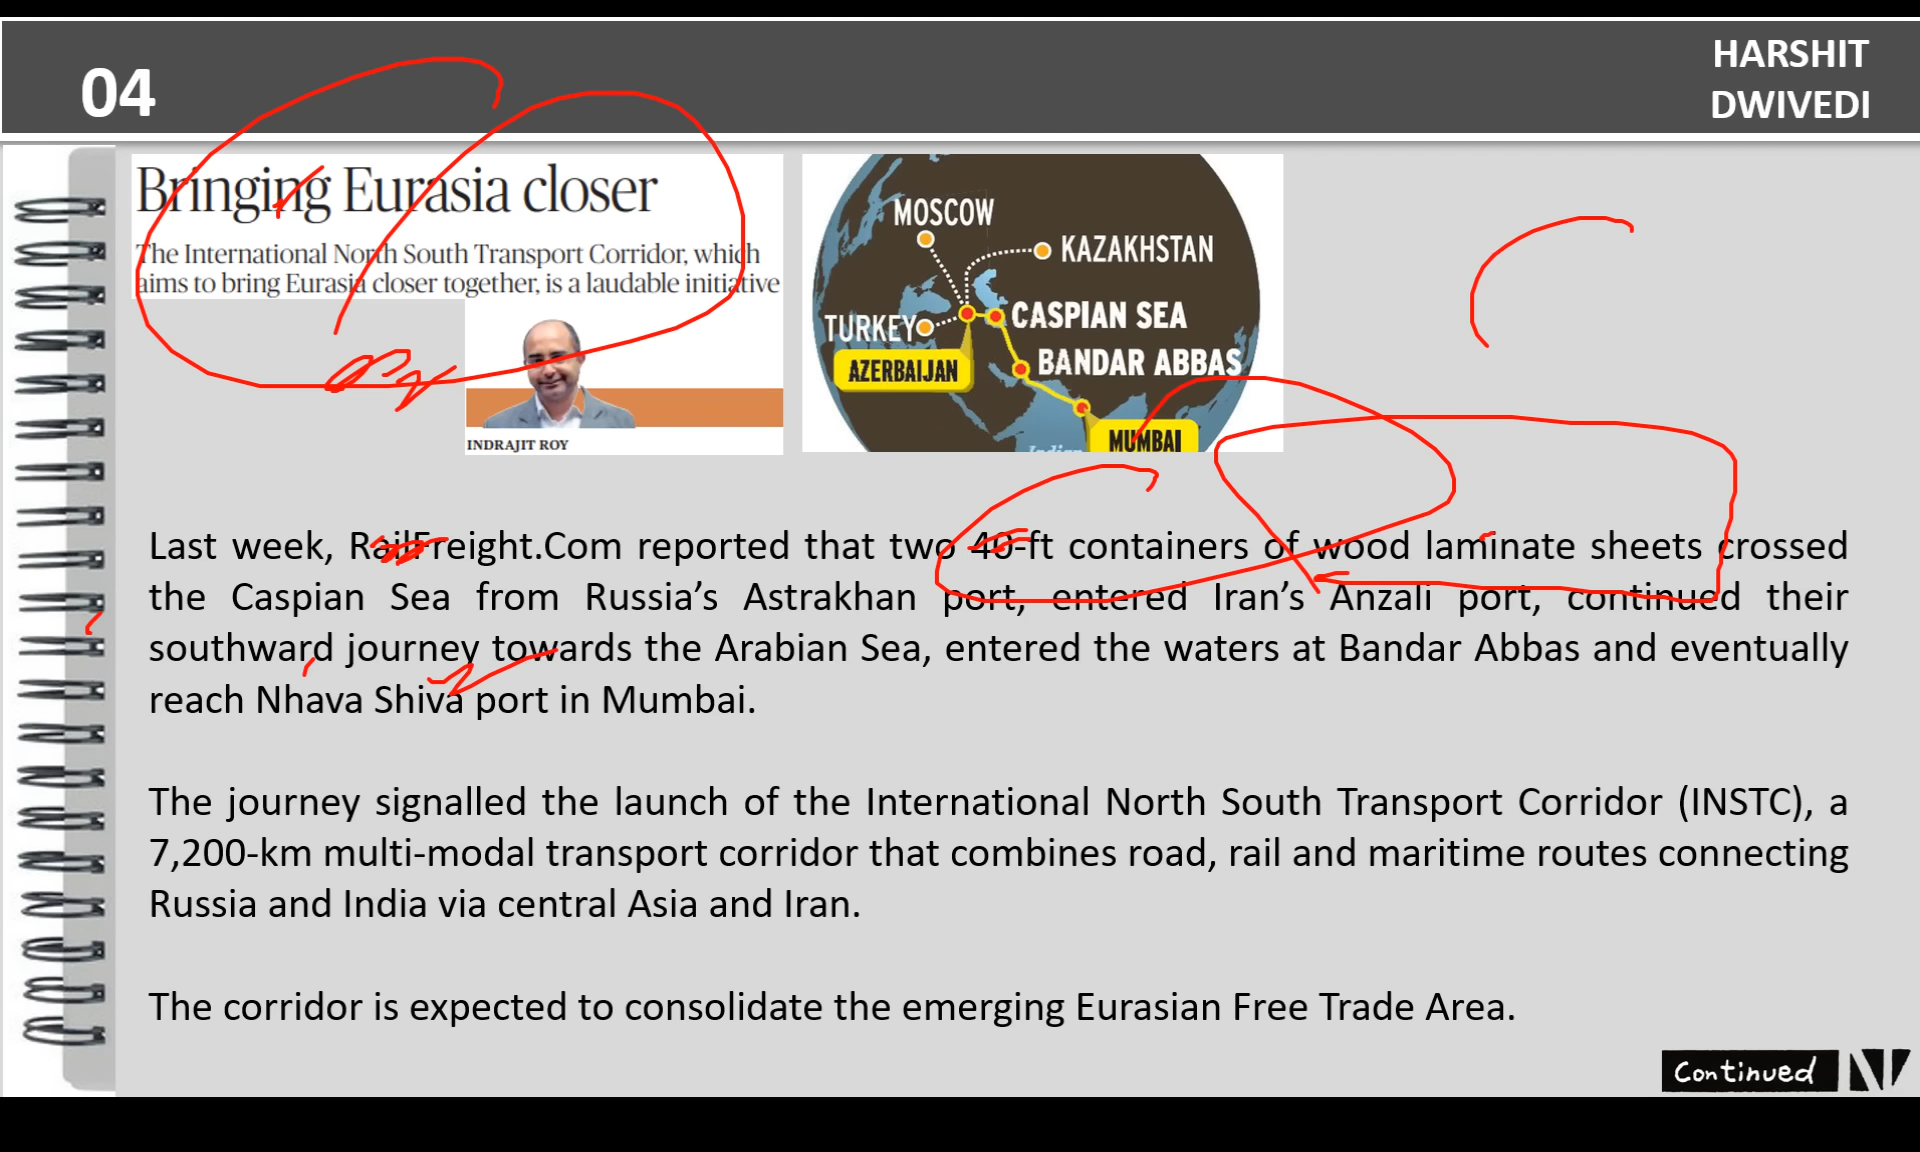 04
HARSHIT
DWIVEDI
Bringing Eurasia closer
The International North South Transport Corridor, which
aims to bring Eurasia closer together, is a laudable initiative
INDRAJIT ROY
MOSCOW
KAZAKHSTAN
CASPIAN SEA
TURKEY
BANDAR ABBAS
AZERBAIJAN
MUMBAI
Last week, RailFreight.Com reported that two 40-ft containers of wood laminate sheets crossed
the Caspian Sea from Russia’s Astrakhan port, entered Iran’s Anzali port, continued their
southward journey towards the Arabian Sea, entered the waters at Bandar Abbas and eventually
reach Nhava Shiva port in Mumbai.
The journey signalled the launch of the International North South Transport Corridor (INSTC), a
7,200-km multi-modal transport corridor that combines road, rail and maritime routes connecting
Russia and India via central Asia and Iran.
The corridor is expected to consolidate the emerging Eurasian Free Trade Area.
Continued